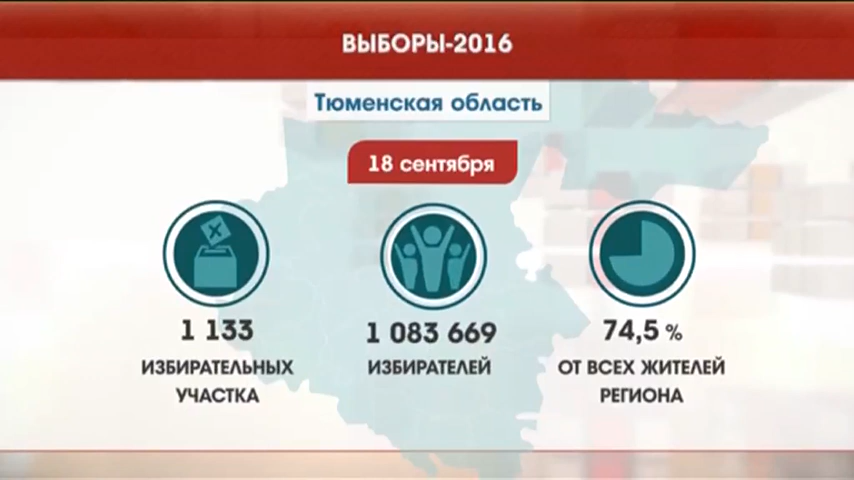 ВЫБОРЫ-2016
Тюменская область
18 сентября
1 133
ИЗБИРАТЕЛЬНЫХ
УЧАСТКА
1 083 669
ИЗБИРАТЕЛЕЙ
74,5 %
ОТ ВСЕХ ЖИТЕЛЕЙ
РЕГИОНА